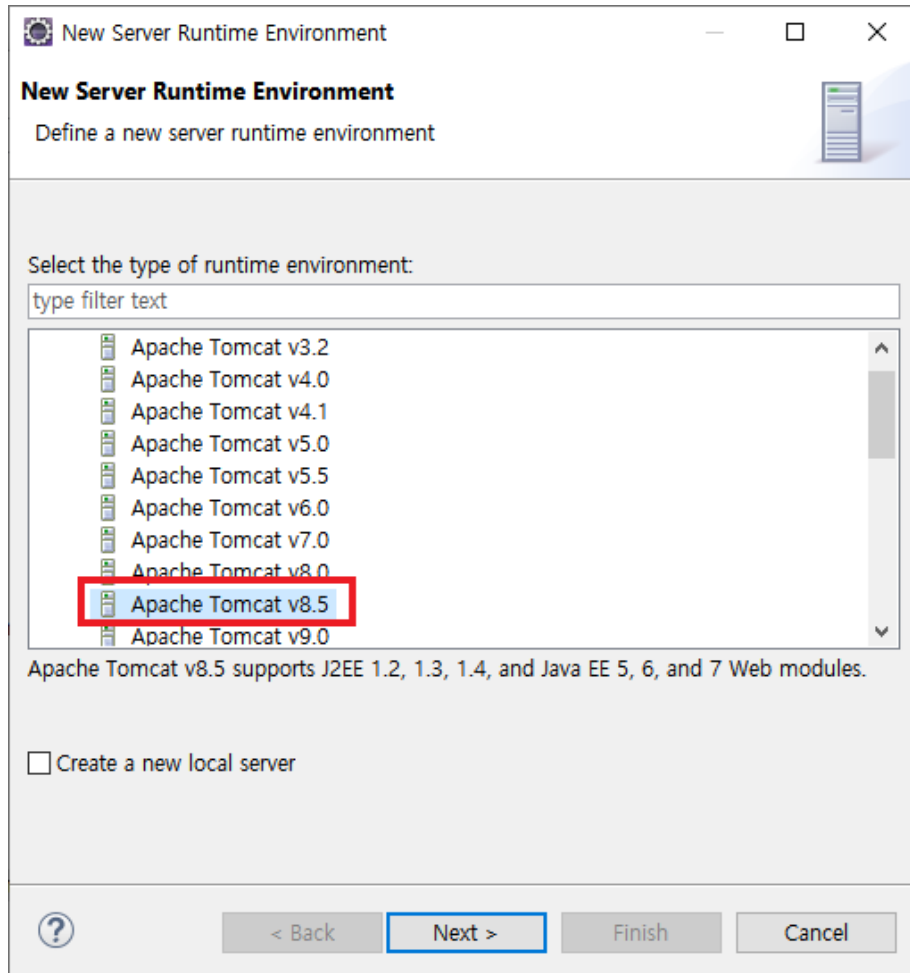 New Server Runtime Environment
New Server Runtime Environment
Define a new server runtime environment
Select the type of runtime environment:
type filter text
Apache Tomcat v3.2
Apache Tomcat v4.0
Apache Tomcat v4.1
Apache Tomcat v5.0
Apache Tomcat v5.5
Apache Tomcat v6.0
Apache Tomcat v7.0
Apache Tomcat v8.0
Apache Tomcat v8.5
Apache Tomcat v9.0
Apache Tomcat v8.5 supports J2EE 1.2, 1.3, 1.4, and Java EE 5, 6, and 7 Web modules.
Create a new local server
? < Back Next > Finish Cancel